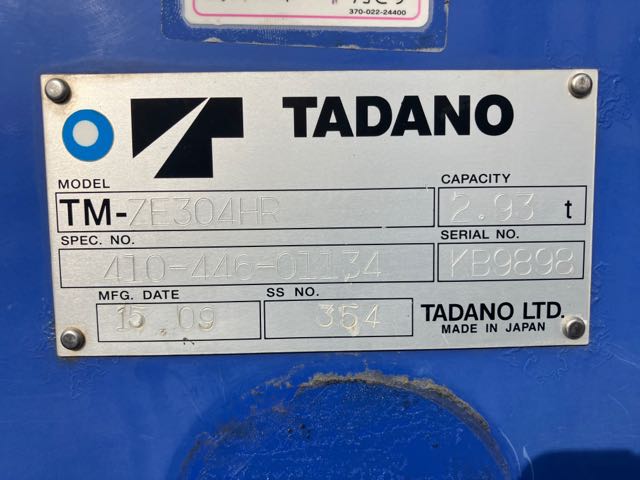 370-022-24400
TADANO
MODEL
CAPACITY
TM-ZE304HR
2.93 t
SPEC. NO.
SERIAL NO.
410-446-01134
KB9898
MFG. DATE
SS NO.
15 09
354
TADANO LTD.
MADE IN JAPAN